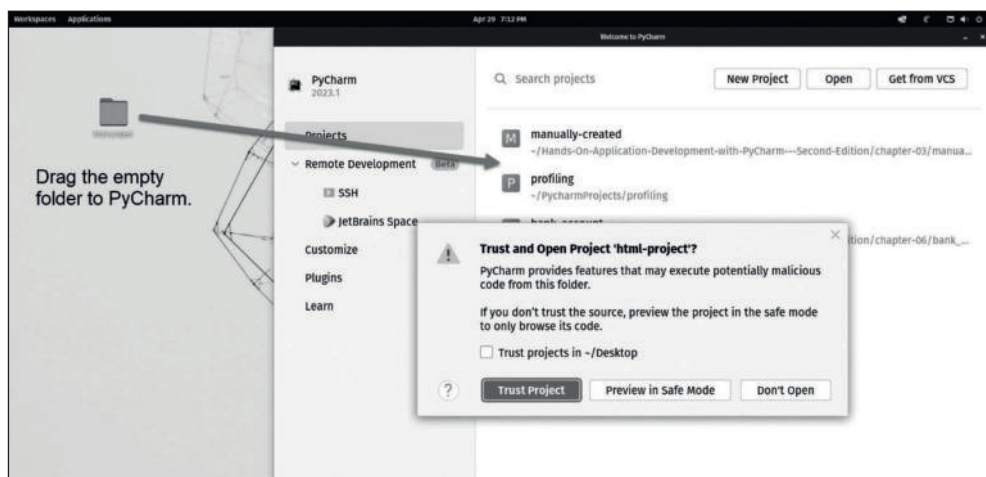 Workspaces Applications
Apr 29 7:12 PM
Welcome to PyCharm
PyCharm
2023.1
Search projects
New Project
Open
Get from VCS
Projects
Remote Development Beta
SSH
JetBrains Space
Customize
Plugins
Learn
M manually-created
~/Hands-On-Application-Development-with-PyCharm---Second-Edition/chapter-03/manua...
P profiling
~/PycharmProjects/profiling
bank_account
ition/chapter-06/bank_...
Drag the empty
folder to PyCharm.
Trust and Open Project 'html-project'?
PyCharm provides features that may execute potentially malicious
code from this folder.
If you don't trust the source, preview the project in the safe mode
to only browse its code.
Trust projects in ~/Desktop
?
Trust Project
Preview in Safe Mode
Don't Open